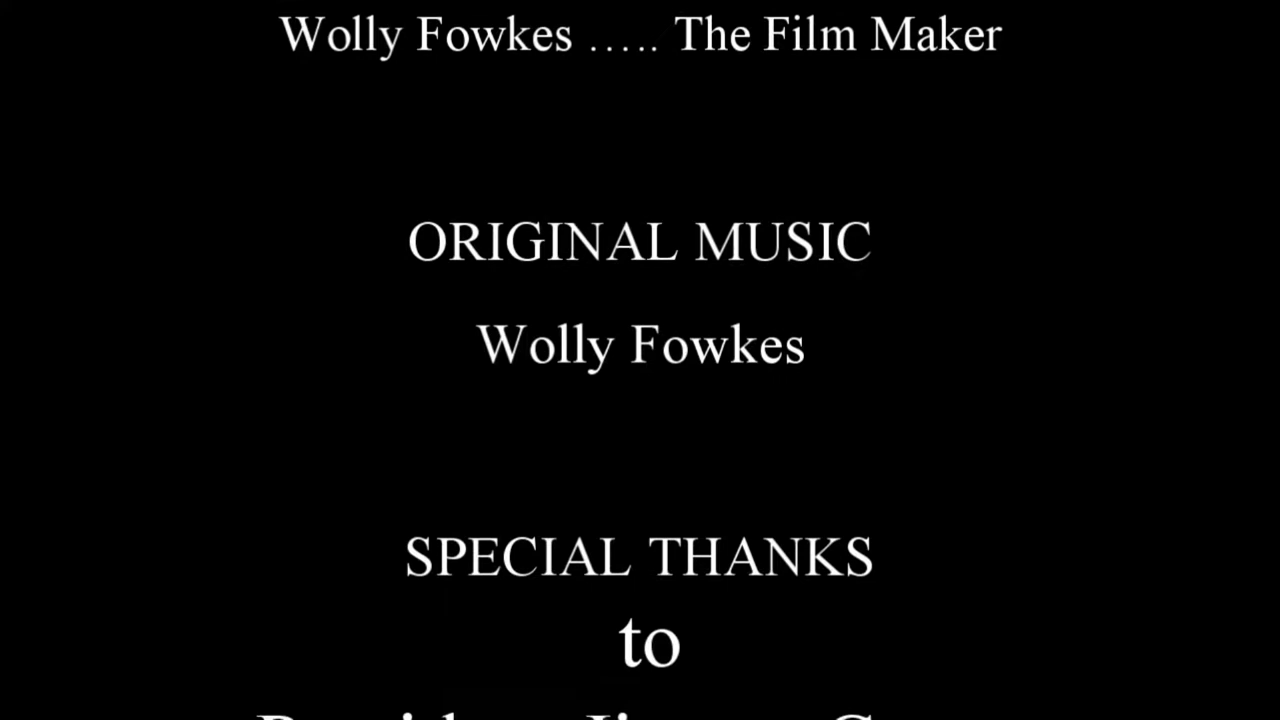 Wolly Fowkes ..... The Film Maker
ORIGINAL MUSIC
Wolly Fowkes
SPECIAL THANKS
to